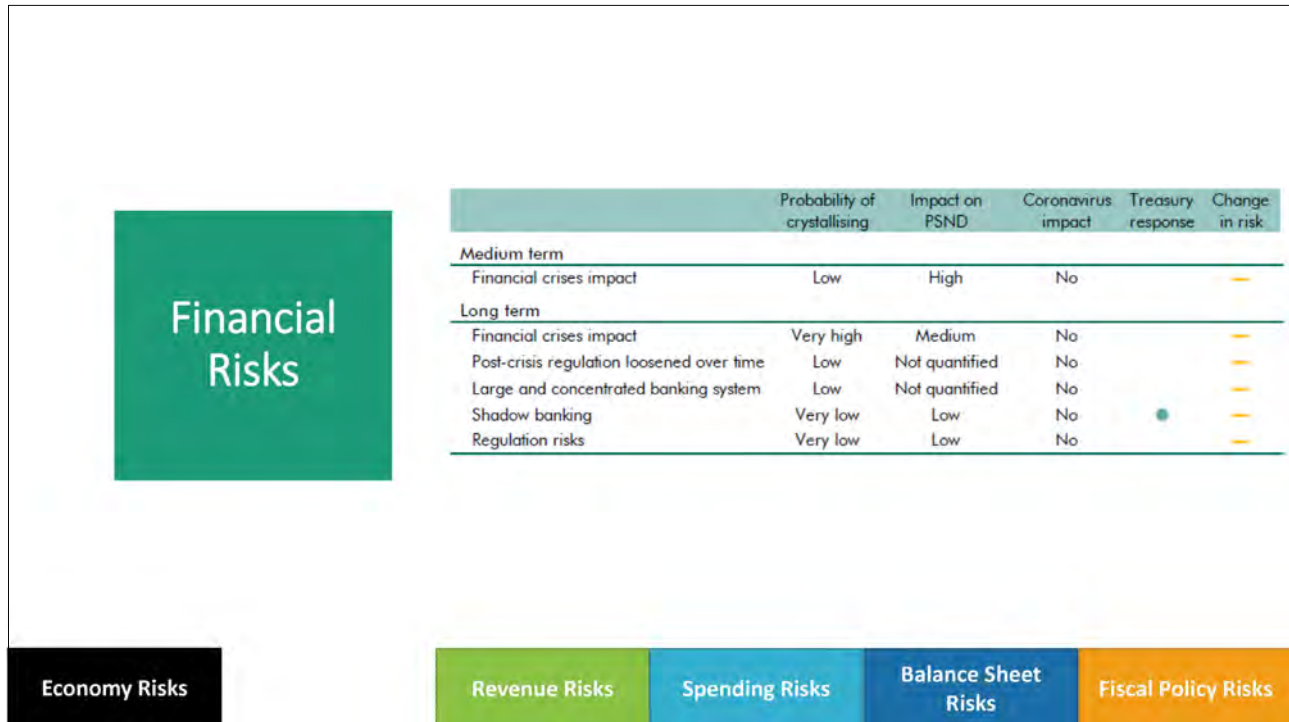 Financial
Risks
Probability of crystallising Impact on PSND Coronavirus impact Treasury response Change in risk
Medium term
Financial crises impact Low High No –
Long term
Financial crises impact Very high Medium No –
Post-crisis regulation loosened over time Low Not quantified No –
Large and concentrated banking system Low Not quantified No –
Shadow banking Very low Low No ● –
Regulation risks Very low Low No –
Economy Risks
Revenue Risks
Spending Risks
Balance Sheet
Risks
Fiscal Policy Risks